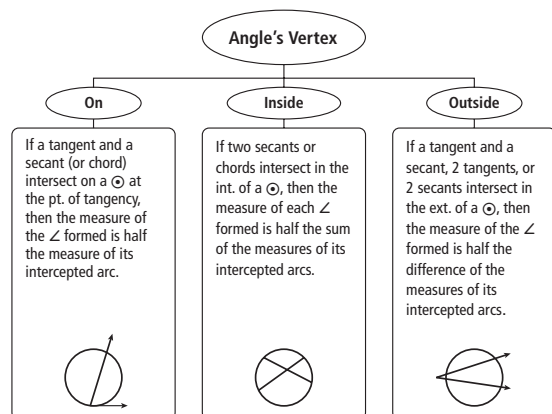 Angle's Vertex
On
Inside
Outside
If a tangent and a
secant (or chord)
intersect on a ⊙ at
the pt. of tangency,
then the measure of
the ∠ formed is half
the measure of its
intercepted arc.
If two secants or
chords intersect in the
int. of a ⊙, then the
measure of each ∠
formed is half the sum
of the measures of its
intercepted arcs.
If a tangent and a
secant, 2 tangents, or
2 secants intersect in
the ext. of a ⊙, then
the measure of the ∠
formed is half the
difference of the
measures of its
intercepted arcs.